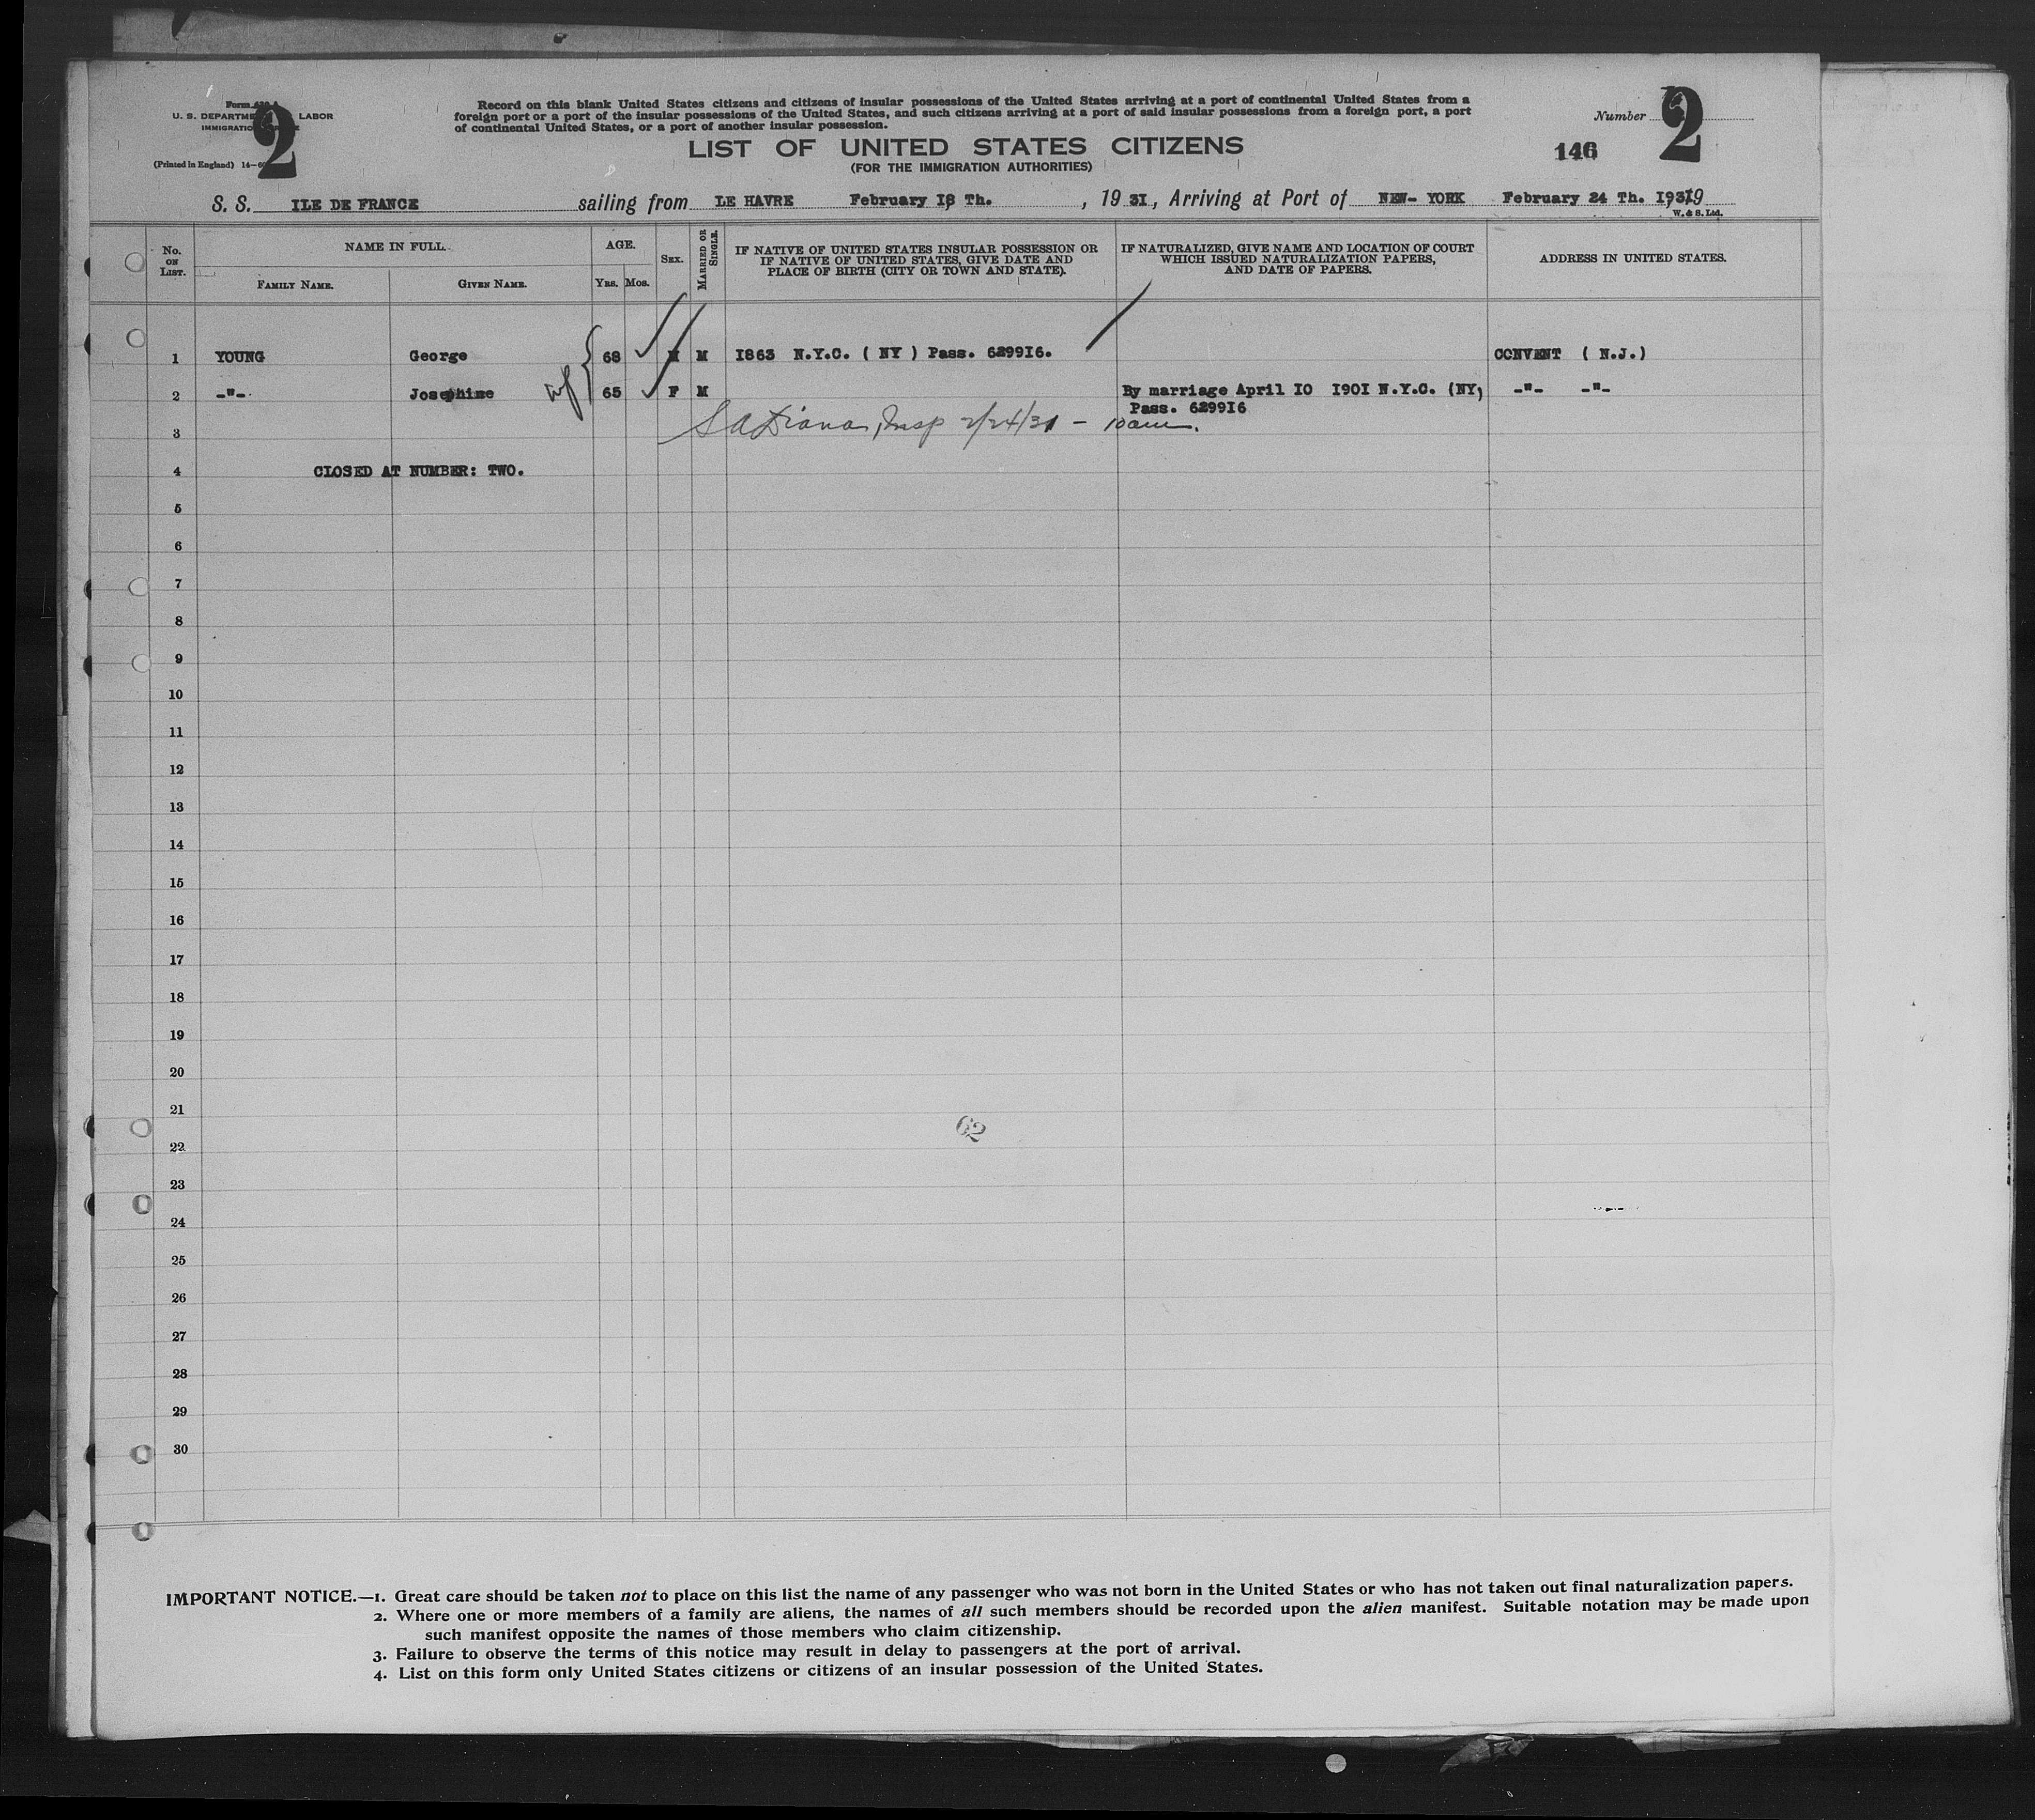 Form 630 A
2
U. S. DEPARTMENT LABOR
IMMIGRATION
(Printed in England) 14—
Record on this blank United States citizens and citizens of insular possessions of the United States arriving at a port of continental United States from a
foreign port or a port of the insular possessions of the United States, and such citizens arriving at a port of said insular possessions from a foreign port, a port
of continental United States, or a port of another insular possession.
LIST OF UNITED STATES CITIZENS
(FOR THE IMMIGRATION AUTHORITIES)
Number 2
146
S. S. ILE DE FRANCE sailing from LE HAVRE February I8 Th. , 19 3I, Arriving at Port of NEW- YORK February 24 Th. I93I
W. & S. Ltd.
No. ON LIST.
NAME IN FULL.
FAMILY NAME.
GIVEN NAME.
AGE.
YRS. MOS.
SEX.
MARRIED OR SINGLE.
IF NATIVE OF UNITED STATES INSULAR POSSESSION OR
IF NATIVE OF UNITED STATES, GIVE DATE AND
PLACE OF BIRTH (CITY OR TOWN AND STATE).
IF NATURALIZED, GIVE NAME AND LOCATION OF COURT
WHICH ISSUED NATURALIZATION PAPERS,
AND DATE OF PAPERS.
ADDRESS IN UNITED STATES.
1 YOUNG George 68 M M I863 N.Y.C. ( NY ) Pass. 6299I6. CONVENT ( N.J.)
2 -"- Josephine wf 65 F M By marriage April IO I90I N.Y.C. (NY) -"- -"-
Pass. 6299I6
3 Insp 2/24/31 - 10 am.
4 CLOSED AT NUMBER: TWO.
5
6
7
8
9
10
11
12
13
14
15
16
17
18
19
20
21
62
22
23
24
25
26
27
28
29
30
IMPORTANT NOTICE.—1. Great care should be taken not to place on this list the name of any passenger who was not born in the United States or who has not taken out final naturalization papers.
2. Where one or more members of a family are aliens, the names of all such members should be recorded upon the alien manifest. Suitable notation may be made upon
such manifest opposite the names of those members who claim citizenship.
3. Failure to observe the terms of this notice may result in delay to passengers at the port of arrival.
4. List on this form only United States citizens or citizens of an insular possession of the United States.